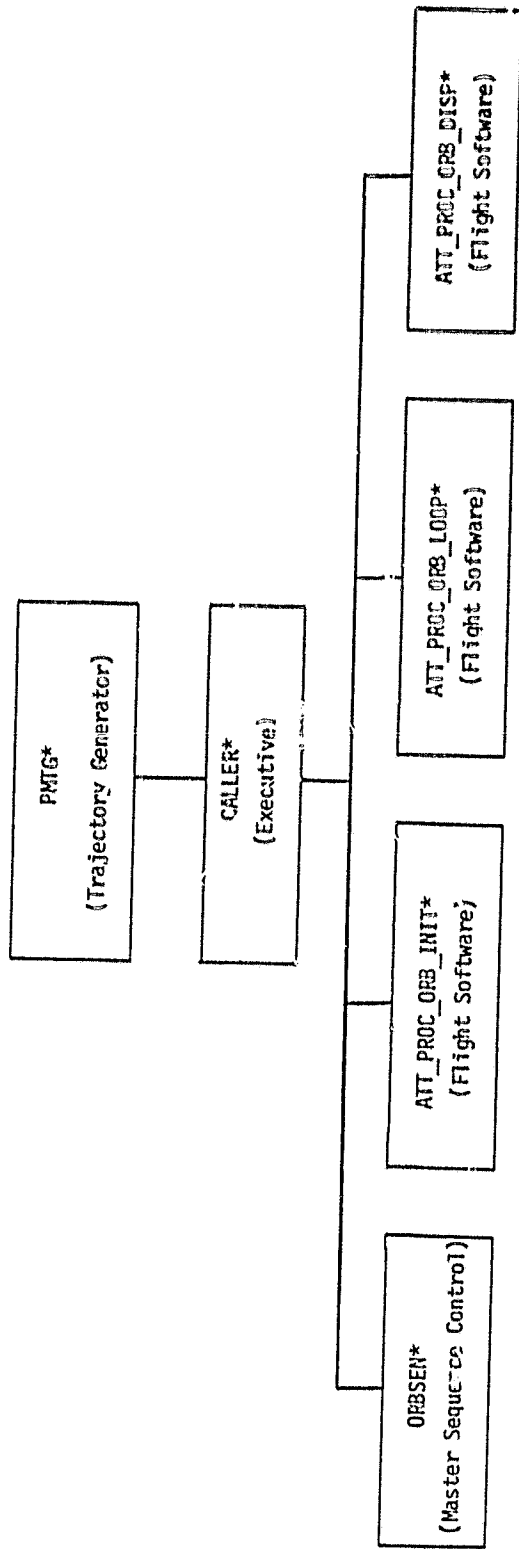 PMTG*
(Trajectory Generator)
CALLER*
(Executive)
ORBSEN*
(Master Sequence Control)
ATT_PROC_ORB_INIT*
(Flight Software)
ATT_PROC_ORB_LOOP*
(Flight Software)
ATT_PROC_ORB_DISP*
(Flight Software)